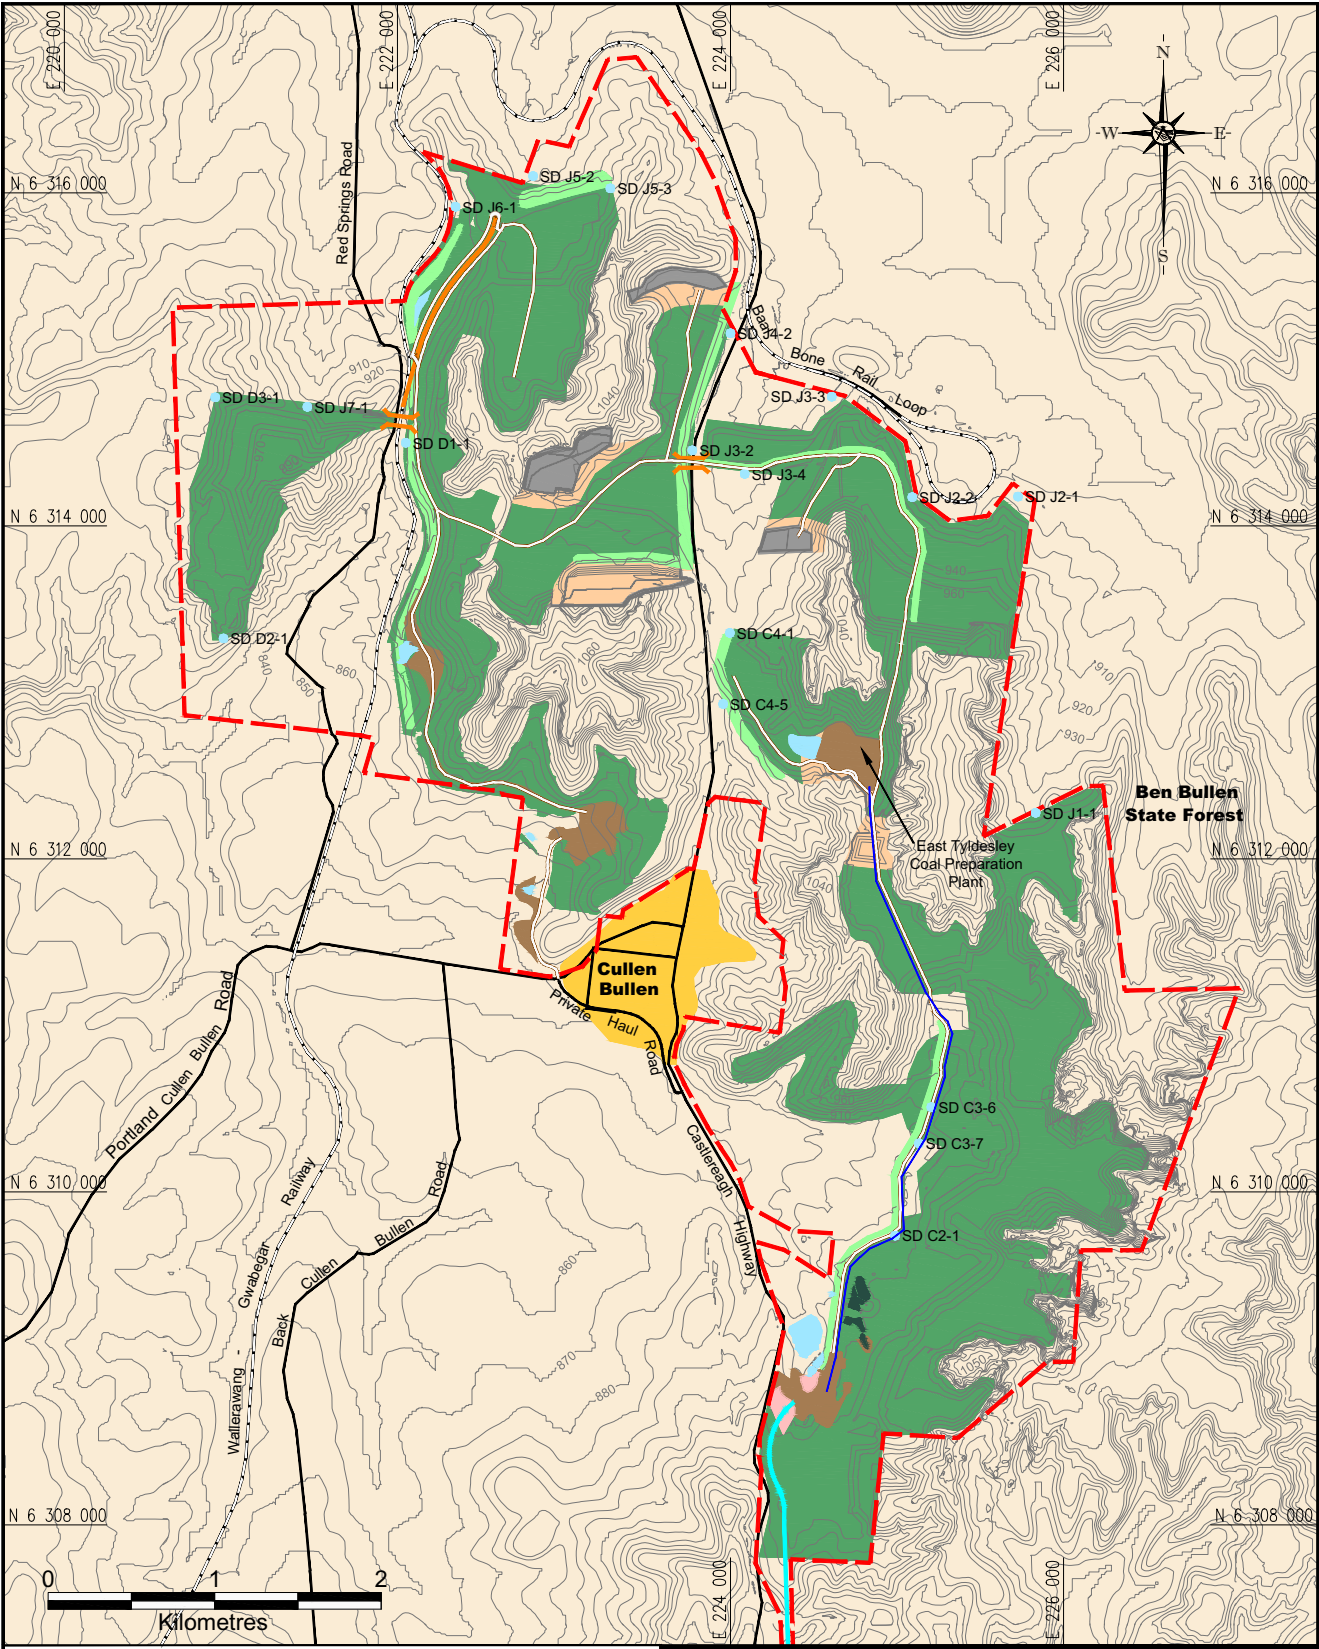 E 220 000
E 222 000
E 224 000
E 226 000
N
W
E
S
N 6 316 000
N 6 316 000
Red Springs Road
SD J5-2
SD J5-3
SD J6-1
SD J4-2
Baal
Bone
Rail
Loop
1040
910
920
SD D3-1
SD J7-1
SD J3-3
SD D1-1
SD J3-2
SD J3-4
970
SD J2-2
SD J2-1
N 6 314 000
N 6 314 000
940
960
SD D2-1
SD C4-1
840
850
860
1060
1040
910
920
930
SD C4-5
Ben Bullen
State Forest
SD J1-1
N 6 312 000
N 6 312 000
East Tyldesley
Coal Preparation
Plant
1040
Cullen
Bullen
Private
Haul
Road
Portland Cullen Bullen Road
SD C3-6
SD C3-7
Castlereagh
Highway
N 6 310 000
N 6 310 000
Wallerawang - Gwabegar Railway
Back Cullen Bullen Road
SD C2-1
860
870
880
1050
N 6 308 000
N 6 308 000
E 224 000
E 226 000
0
1
2
Kilometres